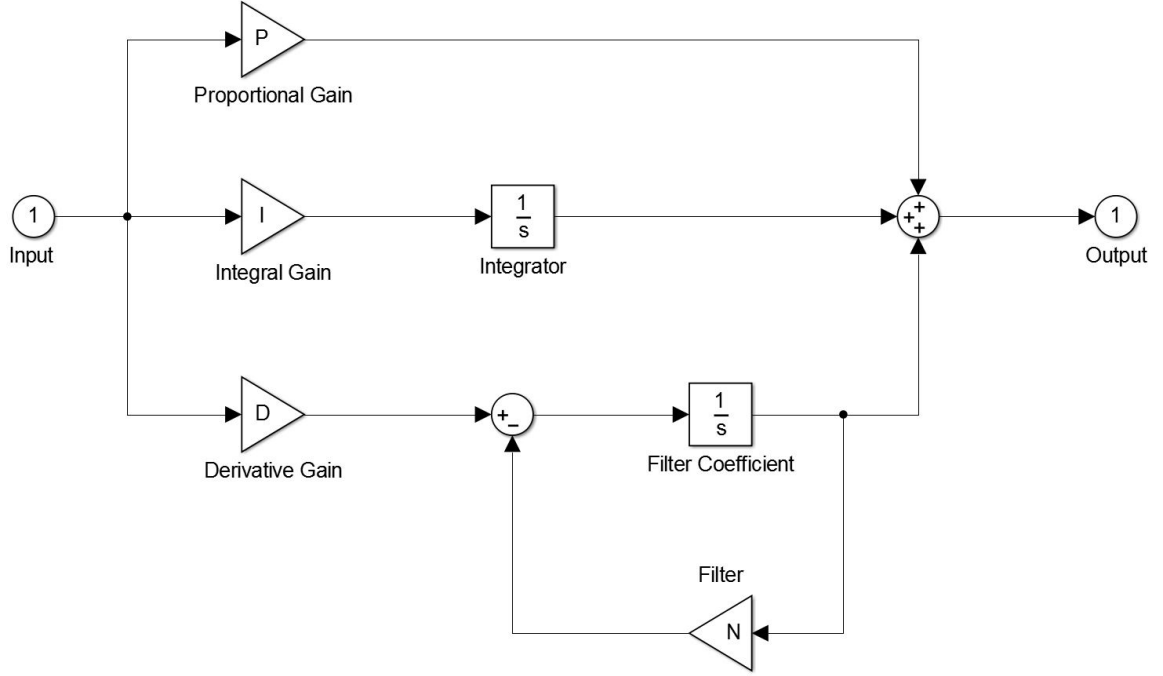 P
Proportional Gain
1
Input
I
Integral Gain
1
s
Integrator
+
+
+
1
Output
D
Derivative Gain
+
−
1
s
Filter Coefficient
Filter
N